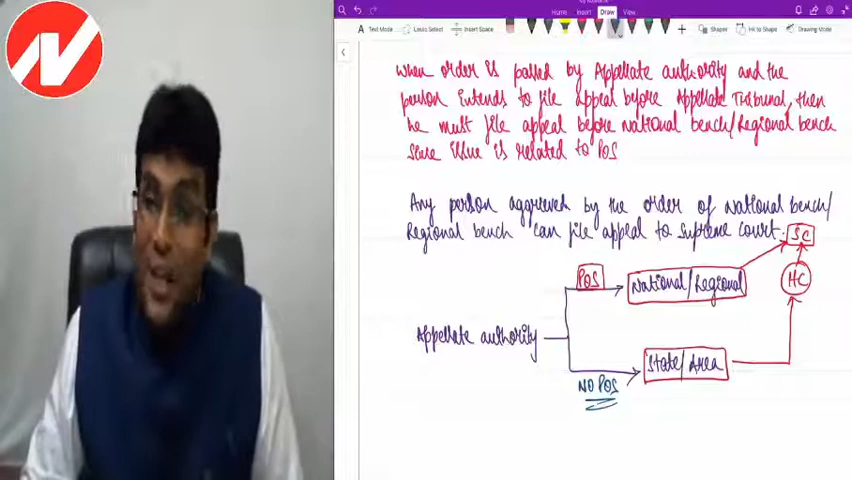 Home Insert Draw View
Text Mode Lasso Select Insert Space Shapes Ink to Shape Drawing Mode
When order is passed by Appellate authority and the
person intends to file appeal before Appellate Tribunal, then
he must file appeal before National bench/Regional bench
since issue is related to POS
Any person aggrieved by the order of National bench/
Regional bench can file appeal to Supreme court.
SC
POS
National/Regional
HC
Appellate authority
State/Area
NO POS